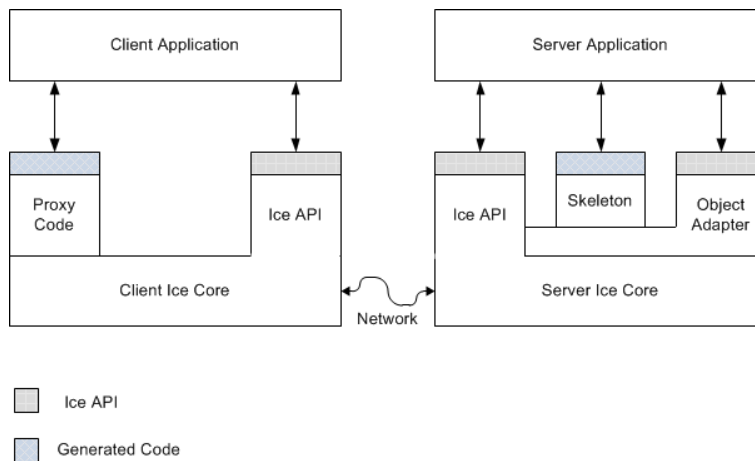 Client Application
Server Application
Proxy
Code
Ice API
Ice API
Skeleton
Object
Adapter
Client Ice Core
Network
Server Ice Core
Ice API
Generated Code